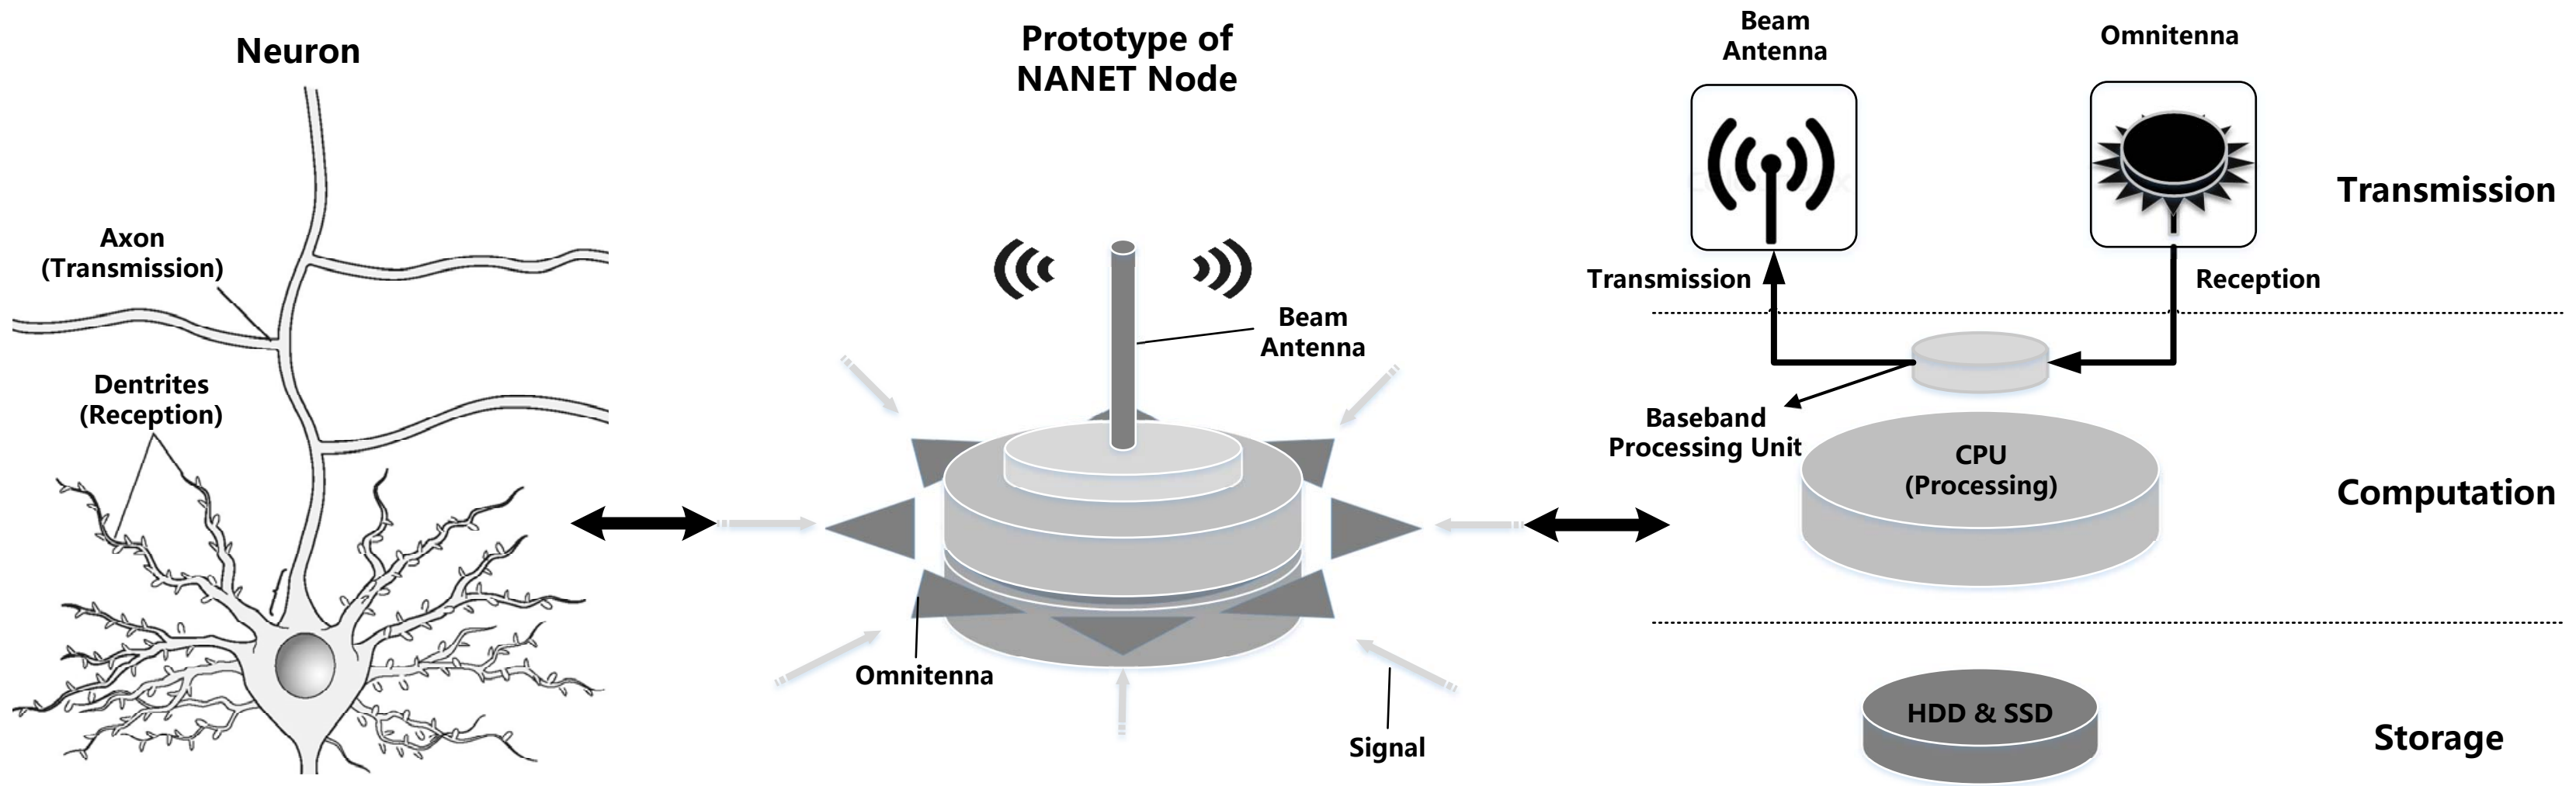 Neuron
Axon
(Transmission)
Dentrites
(Reception)
Prototype of
NANET Node
Beam
Antenna
Omnitenna
Signal
Beam
Antenna
Omnitenna
Transmission
Transmission
Reception
Baseband
Processing Unit
CPU
(Processing)
Computation
HDD & SSD
Storage